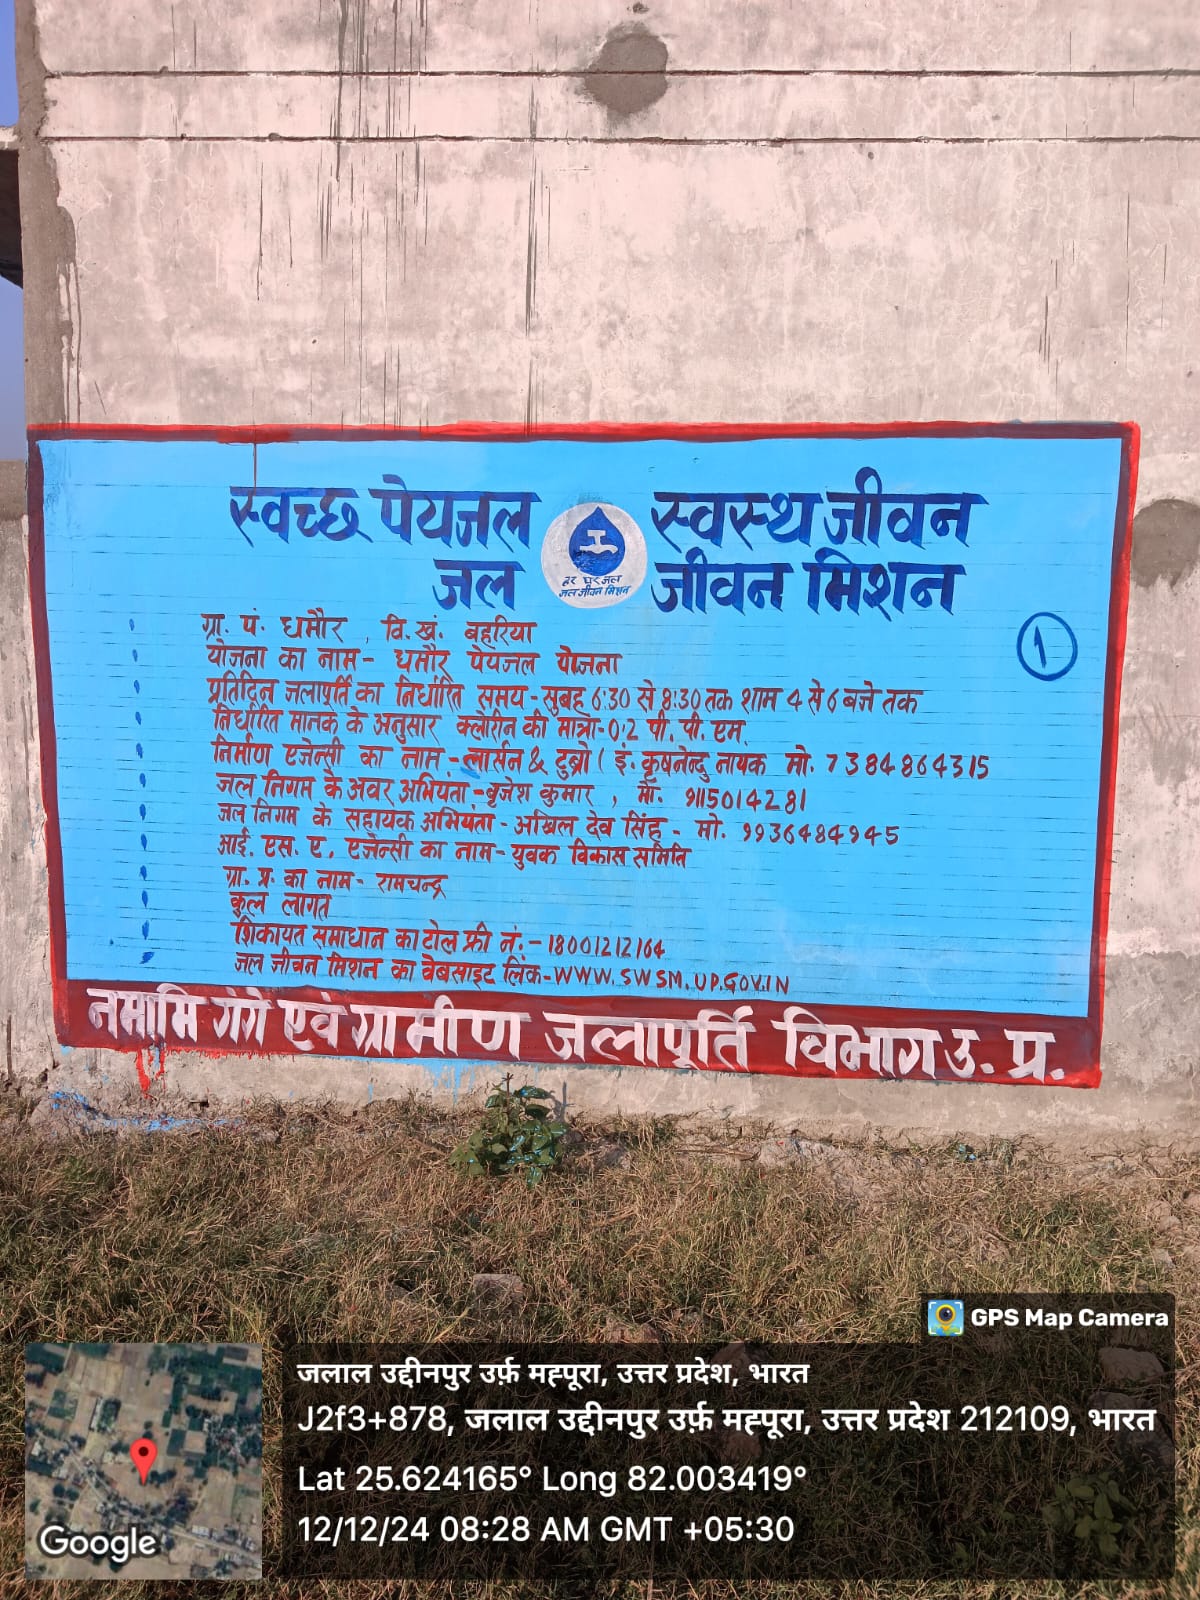 स्वच्छ पेयजल स्वस्थ जीवन
जल जीवन मिशन
हर घर जल
जल जीवन मिशन
1
ग्रा. पं. धमौर , वि. खं. बहरिया
योजना का नाम - धमौर पेयजल योजना
प्रतिदिन जलापूर्ति का निर्धारित समय - सुबह 6:30 से 8:30 तक शाम 4 से 6 बजे तक
निर्धारित मानक के अनुसार क्लोरीन की मात्रा - 0.2 पी. पी. एम.
निर्माण एजेन्सी का नाम - लार्सन & टुब्रो ( इं. कृषनेन्दु नायक मो. 7384864315
जल निगम के अवर अभियंता - बृजेश कुमार , मो. 9115014281
जल निगम के सहायक अभियंता - अखिल देव सिंह - मो. 9936484945
आई. एस. ए. एजेन्सी का नाम - युवक विकास समिति
ग्रा. प्र. का नाम - रामचन्द्र
कुल लागत
शिकायत समाधान का टोल फ्री नं. - 18001212164
जल जीवन मिशन का वेबसाइट लिंक - WWW.SWSM.UP.GOV.IN
नमामि गंगे एवं ग्रामीण जलापूर्ति विभाग उ. प्र.
GPS Map Camera
जलाल उद्दीनपुर उर्फ़ मह्पूरा, उत्तर प्रदेश, भारत
J2f3+878, जलाल उद्दीनपुर उर्फ़ मह्पूरा, उत्तर प्रदेश 212109, भारत
Lat 25.624165° Long 82.003419°
12/12/24 08:28 AM GMT +05:30
Google